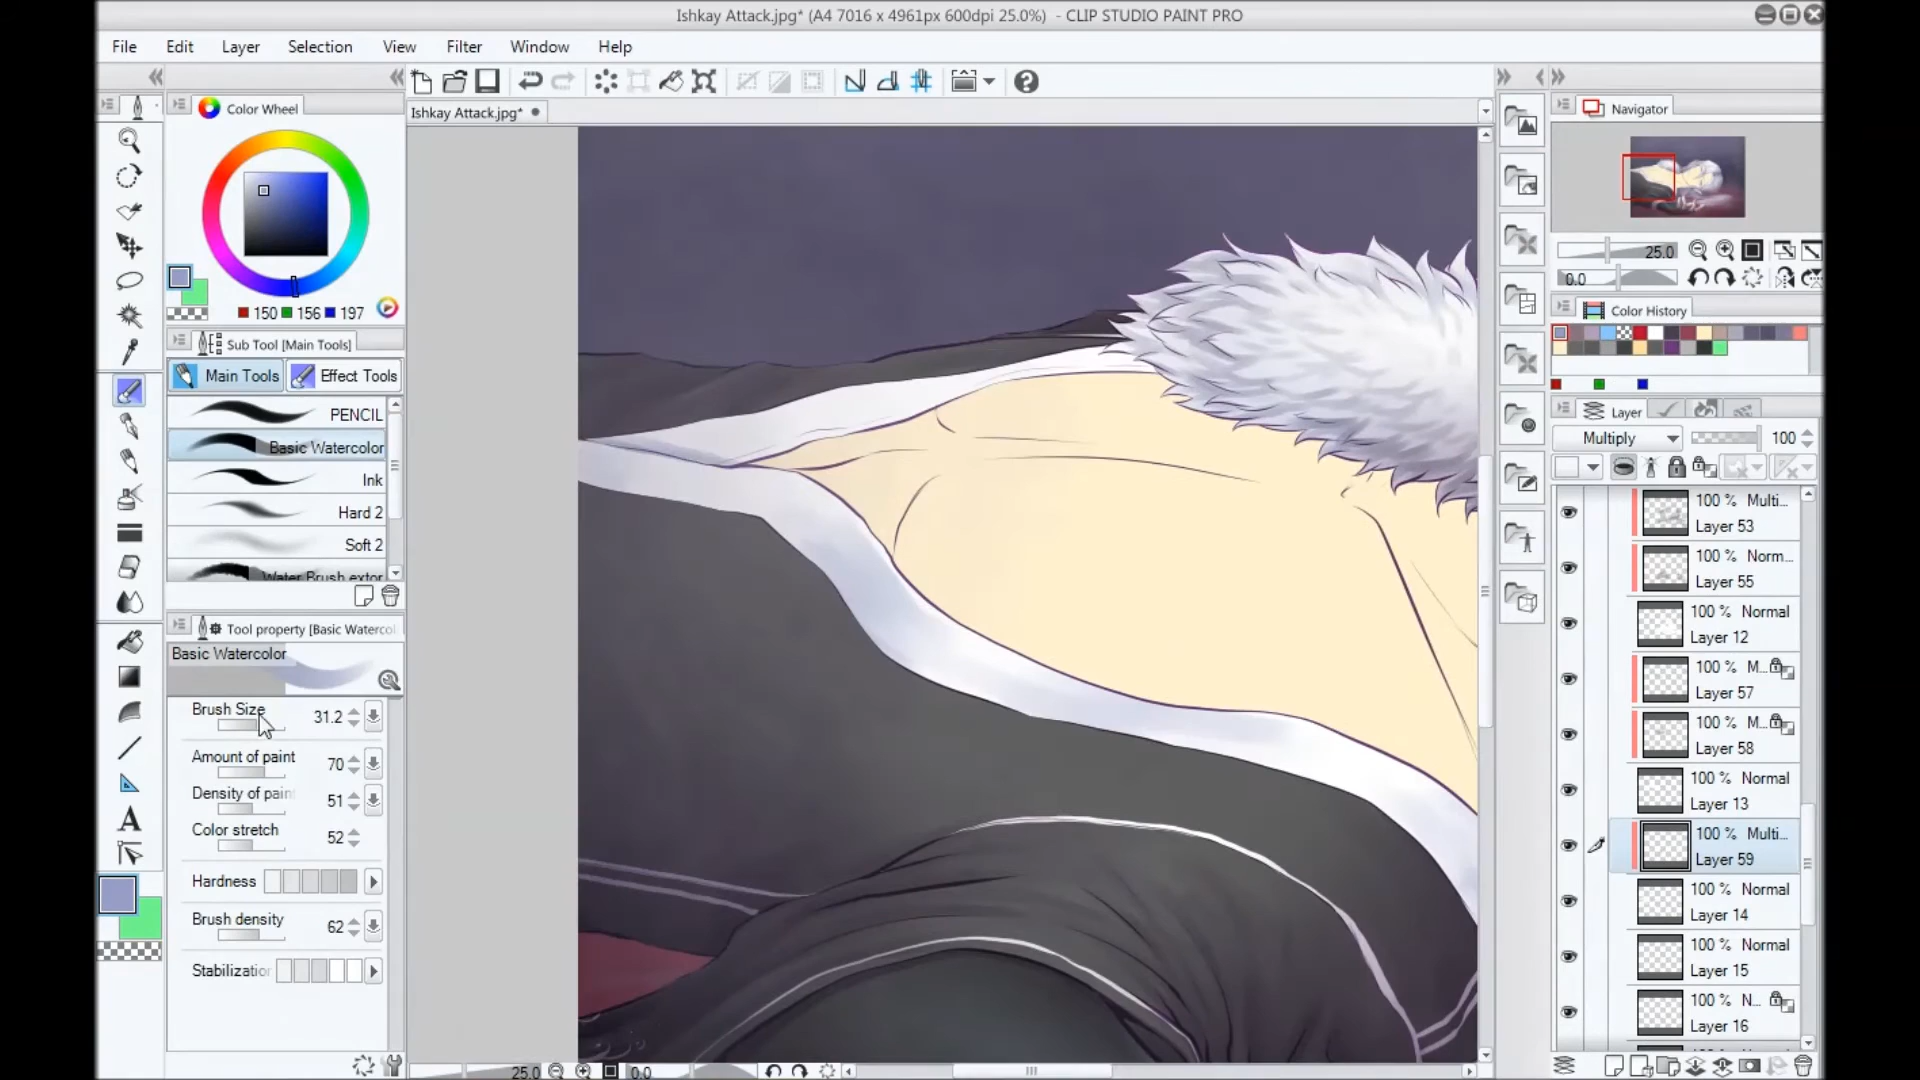 Ishkay Attack.jpg* (A4 7016 x 4961px 600dpi 25.0%) - CLIP STUDIO PAINT PRO
File Edit Layer Selection View Filter Window Help
Ishkay Attack.jpg*
Color Wheel
150 156 197
Sub Tool [Main Tools]
Main Tools Effect Tools
PENCIL
Basic Watercolor
Ink
Hard 2
Soft 2
Water Brush extor
Tool property [Basic Waterco
Basic Watercolor
Brush Size 31.2
Amount of paint 70
Density of pain 51
Color stretch 52
Hardness
Brush density 62
Stabilization
25.0 0.0
Navigator
25.0
0.0
Color History
Layer
Multiply 100
100 % Multi...
Layer 53
100 % Norm...
Layer 55
100 % Normal
Layer 12
100 % M...
Layer 57
100 % M...
Layer 58
100 % Normal
Layer 13
100 % Multi...
Layer 59
100 % Normal
Layer 14
100 % Normal
Layer 15
100 % N...
Layer 16